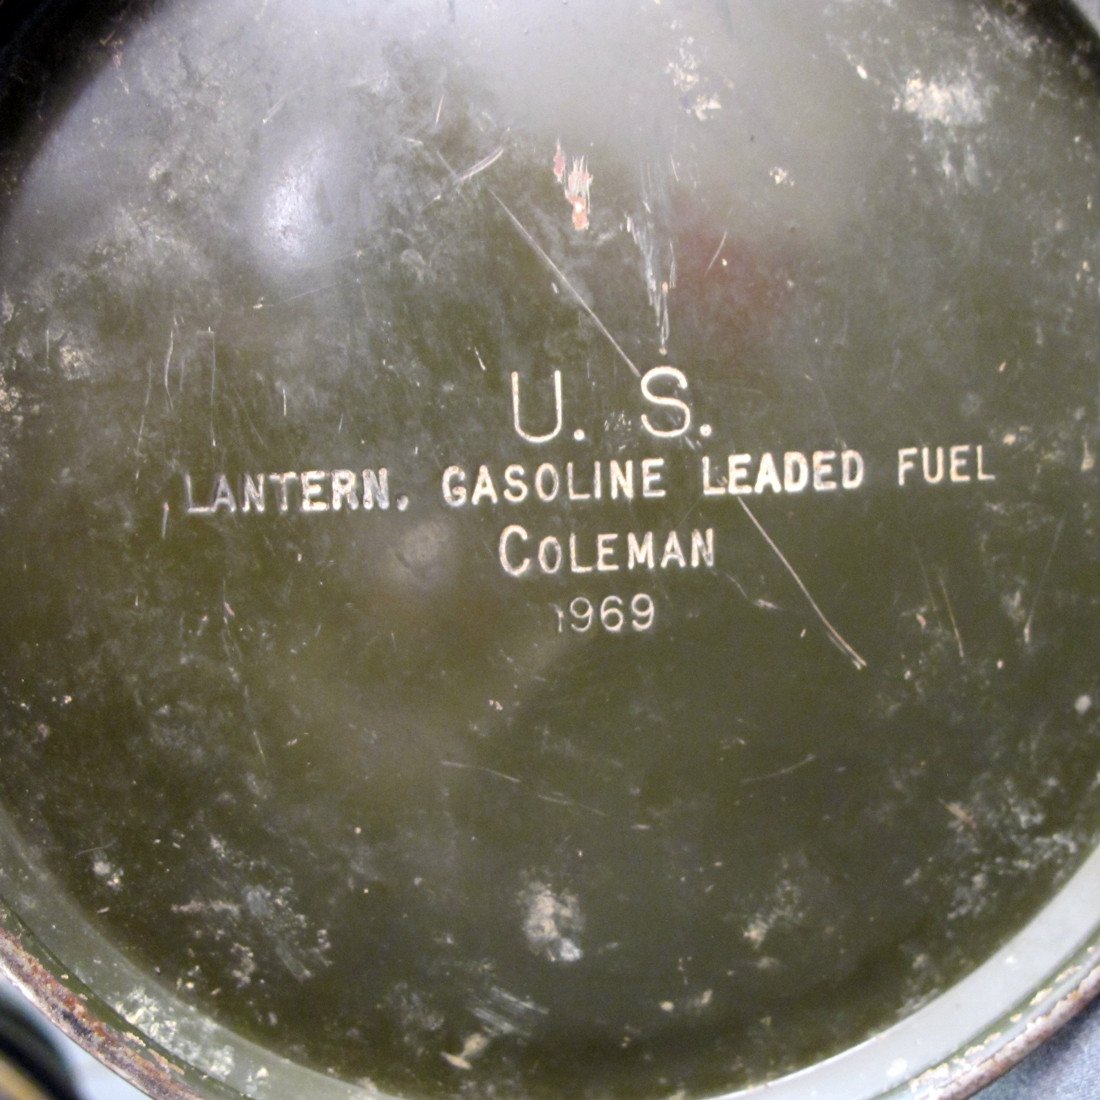 U. S.
LANTERN, GASOLINE LEADED FUEL
COLEMAN
1969